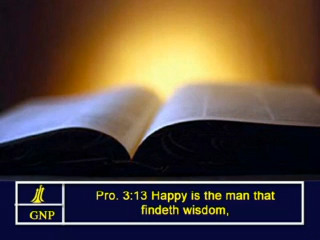 Pro. 3:13 Happy is the man that
findeth wisdom,
GNP